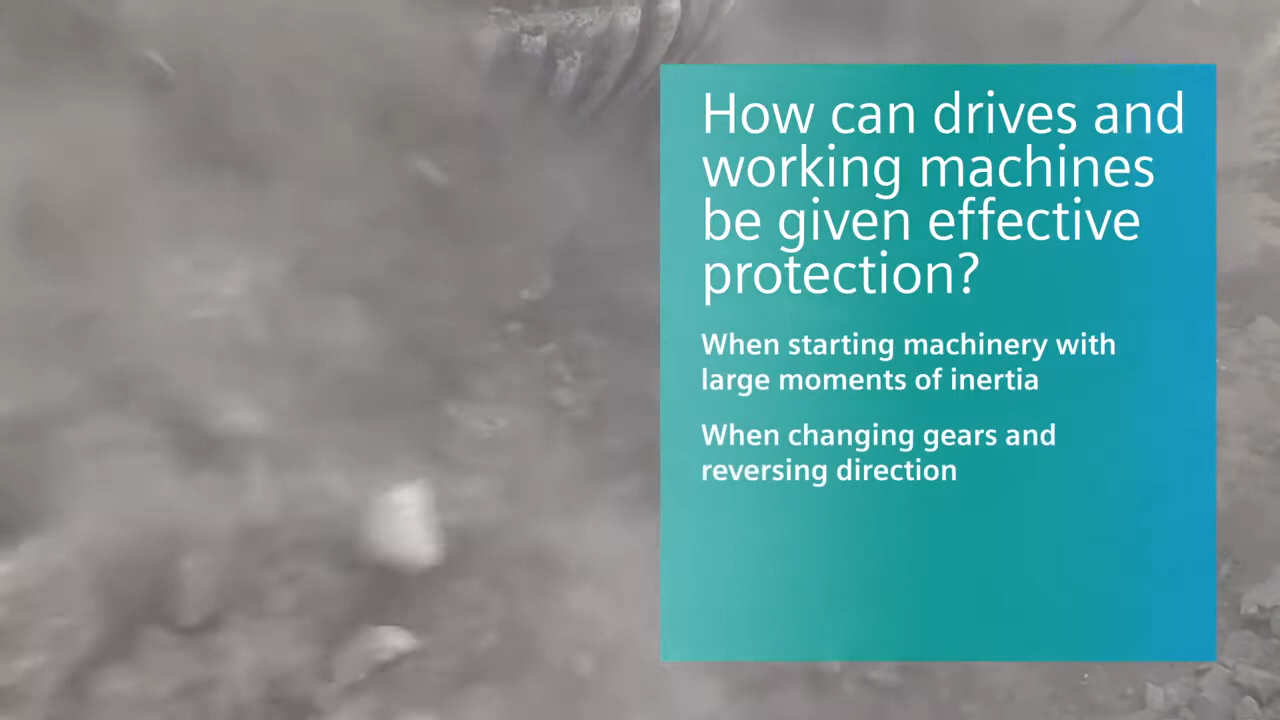 How can drives and
working machines
be given effective
protection?
When starting machinery with
large moments of inertia
When changing gears and
reversing direction